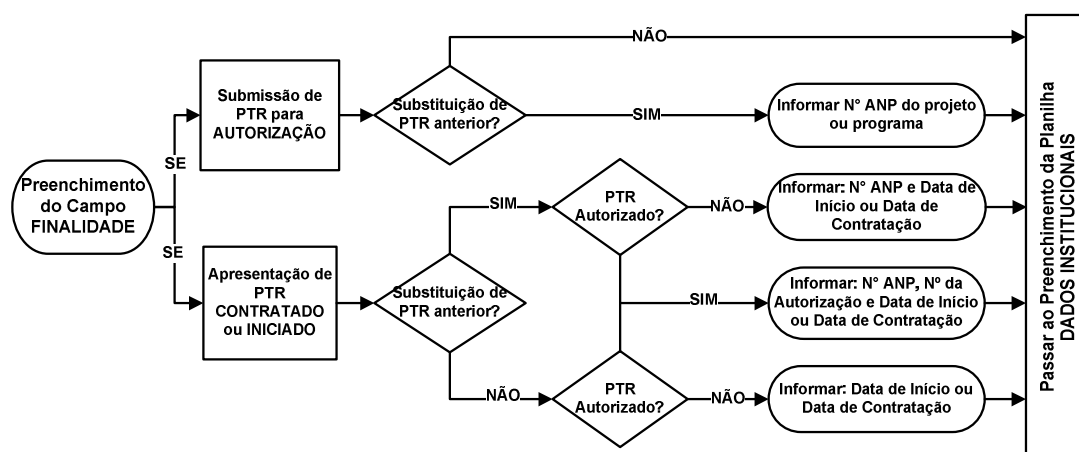 Preenchimento
do Campo
FINALIDADE
SE
SE
Submissão de
PTR para
AUTORIZAÇÃO
Substituição de
PTR anterior?
NÃO
SIM
Informar N° ANP do projeto
ou programa
Apresentação de
PTR
CONTRATADO
ou INICIADO
Substituição de
PTR anterior?
SIM
PTR
Autorizado?
NÃO
Informar: N° ANP e Data de
Início ou Data de
Contratação
SIM
Informar: N° ANP, Nº da
Autorização e Data de Início
ou Data de Contratação
NÃO
PTR
Autorizado?
NÃO
Informar: Data de Início ou
Data de Contratação
Passar ao Preenchimento da Planilha
DADOS INSTITUCIONAIS